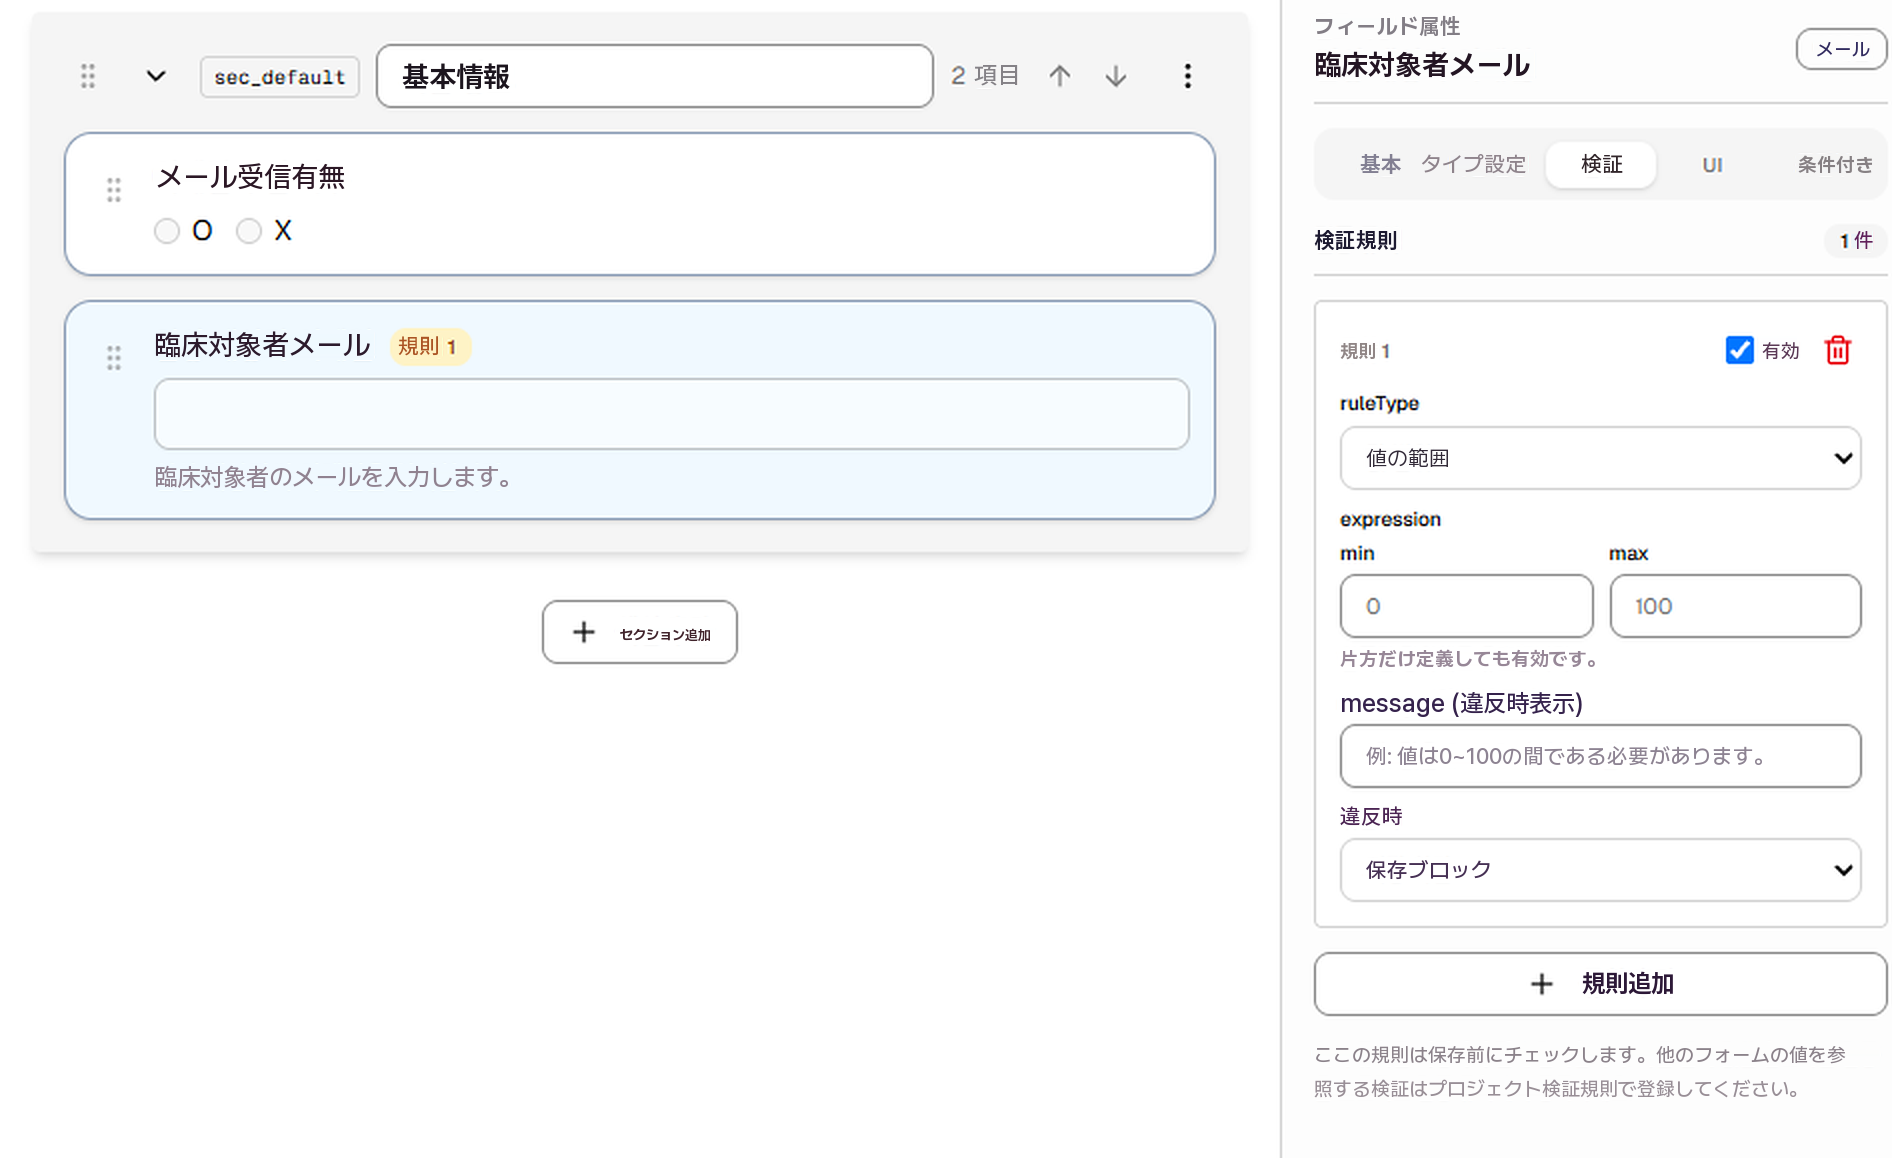 sec_default
基本情報
2 項目
メール受信有無
O
X
臨床対象者メール
規則 1
臨床対象者のメールを入力します。
セクション追加
フィールド属性
臨床対象者メール
メール
基本
タイプ設定
検証
UI
条件付き
検証規則
1 件
規則 1
有効
ruleType
値の範囲
expression
min
max
0
100
片方だけ定義しても有効です。
message (違反時表示)
例: 値は0~100の間である必要があります。
違反時
保存ブロック
規則追加
ここの規則は保存前にチェックします。他のフォームの値を参
照する検証はプロジェクト検証規則で登録してください。